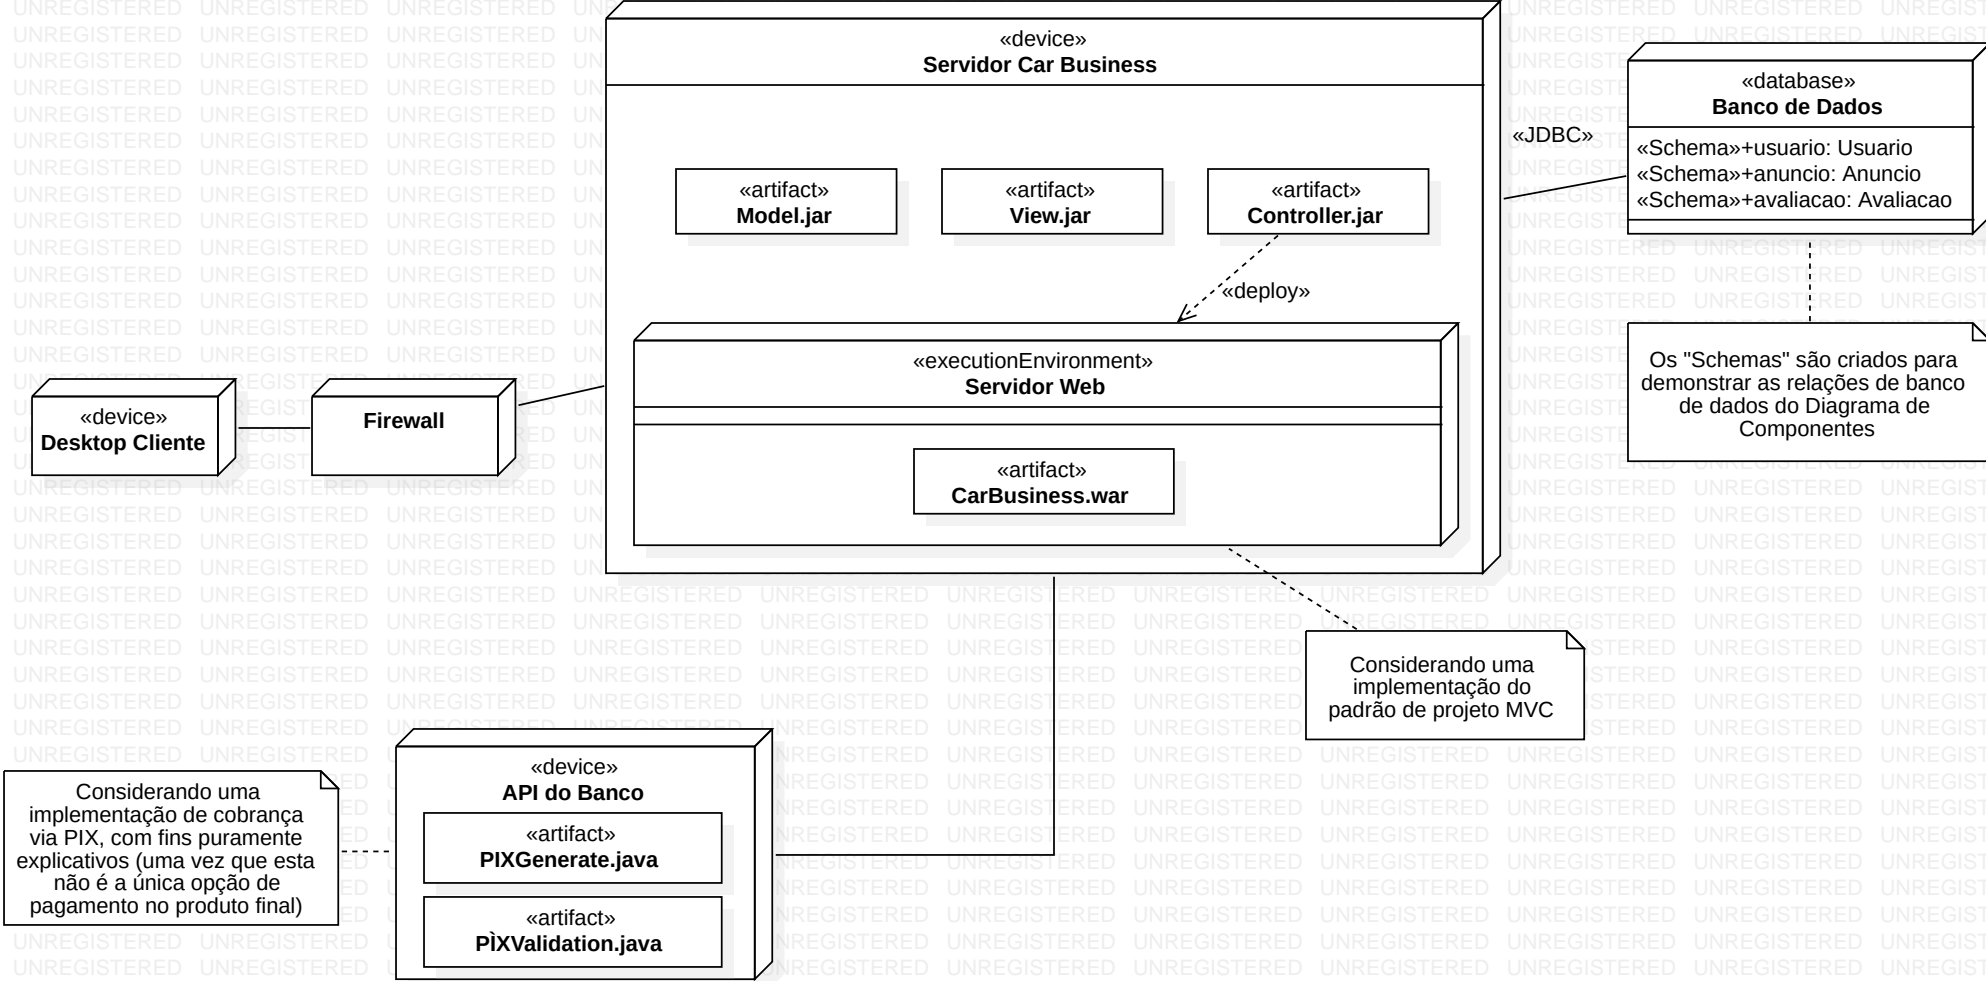 «device»
Servidor Car Business
«artifact»
Model.jar
«artifact»
View.jar
«artifact»
Controller.jar
«deploy»
«executionEnvironment»
Servidor Web
«artifact»
CarBusiness.war
«JDBC»
«database»
Banco de Dados
«Schema»+usuario: Usuario
«Schema»+anuncio: Anuncio
«Schema»+avaliacao: Avaliacao
Os "Schemas" são criados para
demonstrar as relações de banco
de dados do Diagrama de
Componentes
«device»
Desktop Cliente
Firewall
Considerando uma
implementação do
padrão de projeto MVC
«device»
API do Banco
«artifact»
PIXGenerate.java
«artifact»
PÌXValidation.java
Considerando uma
implementação de cobrança
via PIX, com fins puramente
explicativos (uma vez que esta
não é a única opção de
pagamento no produto final)
UNREGISTERED